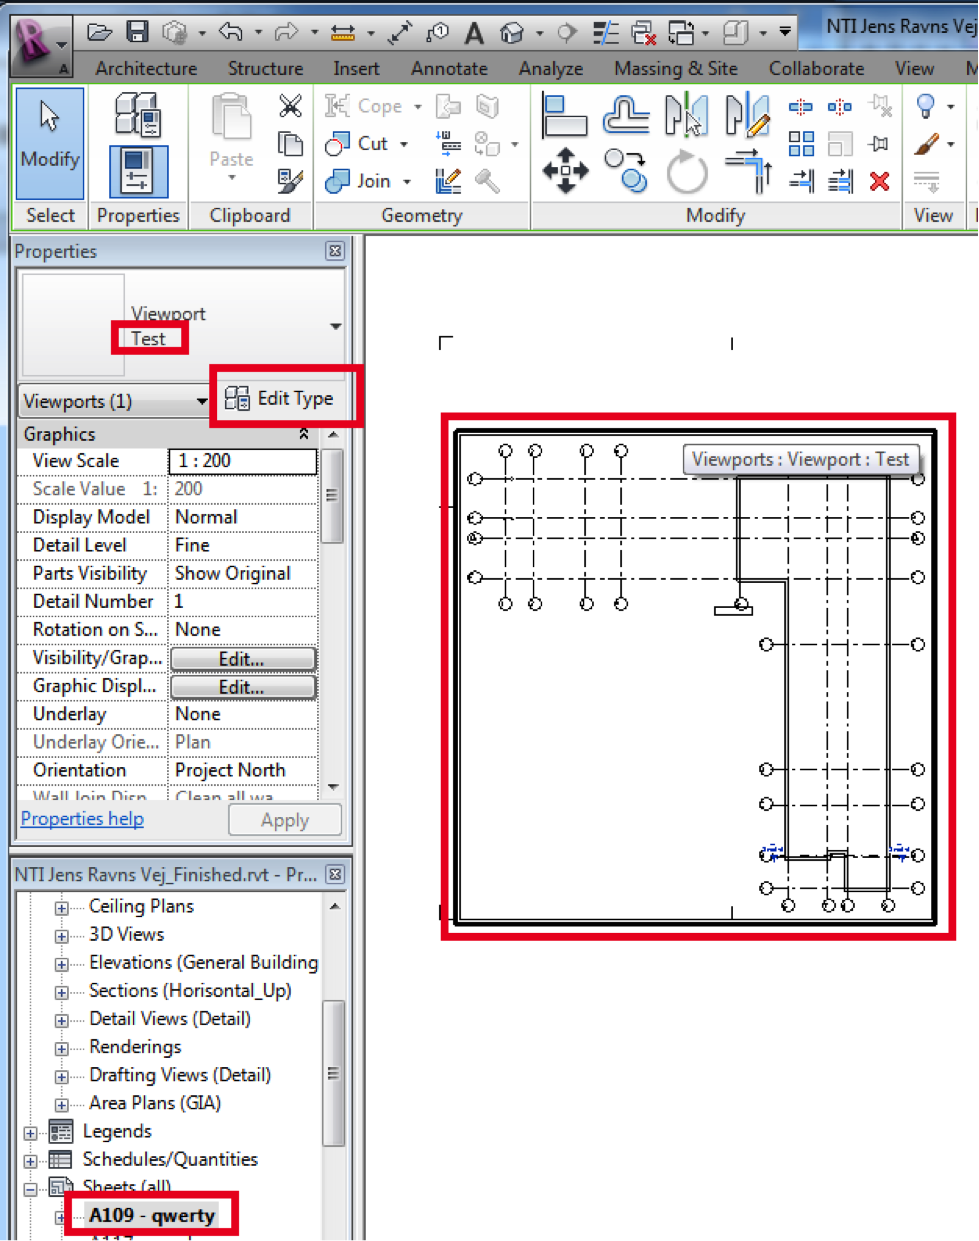 NTI Jens Ravns Vej
Architecture Structure Insert Annotate Analyze Massing & Site Collaborate View M
Modify
Paste
Cope
Cut
Join
Select Properties Clipboard Geometry Modify View
Properties
Viewport
Test
Viewports (1)
Edit Type
Graphics
View Scale 1 : 200
Scale Value 1: 200
Display Model Normal
Detail Level Fine
Parts Visibility Show Original
Detail Number 1
Rotation on S... None
Visibility/Grap... Edit...
Graphic Displ... Edit...
Underlay None
Underlay Orie... Plan
Orientation Project North
Wall Join Disp... Clean all wa...
Properties help Apply
Viewports : Viewport : Test
NTI Jens Ravns Vej_Finished.rvt - Pr...
Ceiling Plans
3D Views
Elevations (General Building
Sections (Horisontal_Up)
Detail Views (Detail)
Renderings
Drafting Views (Detail)
Area Plans (GIA)
Legends
Schedules/Quantities
Sheets (all)
A109 - qwerty